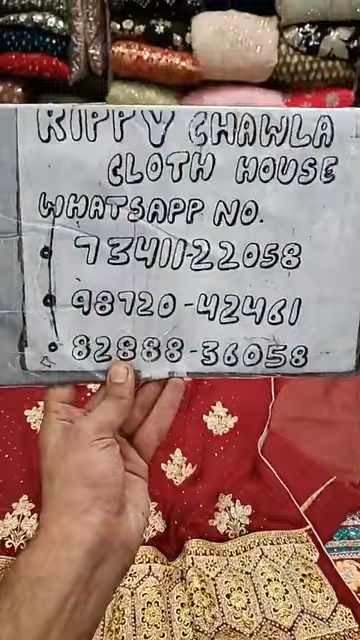 RIPPY CHAWLA
CLOTH HOUSE
WHATSAPP NO.
73411-22058
98720-42461
82888-36058